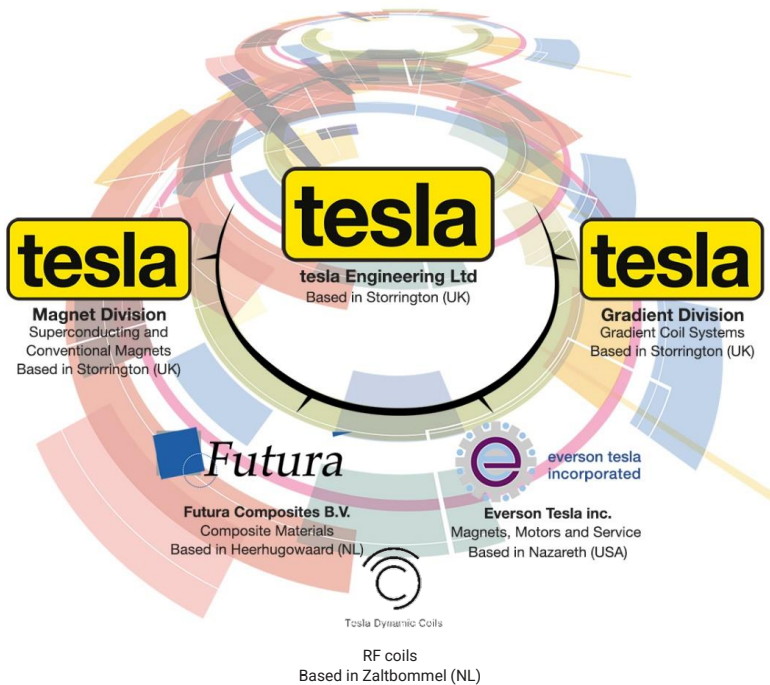 tesla
tesla Engineering Ltd
Based in Storrington (UK)
tesla
Magnet Division
Superconducting and
Conventional Magnets
Based in Storrington (UK)
tesla
Gradient Division
Gradient Coil Systems
Based in Storrington (UK)
Futura
Futura Composites B.V.
Composite Materials
Based in Heerhugowaard (NL)
e
everson tesla
incorporated
Everson Tesla inc.
Magnets, Motors and Service
Based in Nazareth (USA)
Tesla Dynamic Coils
RF coils
Based in Zaltbommel (NL)